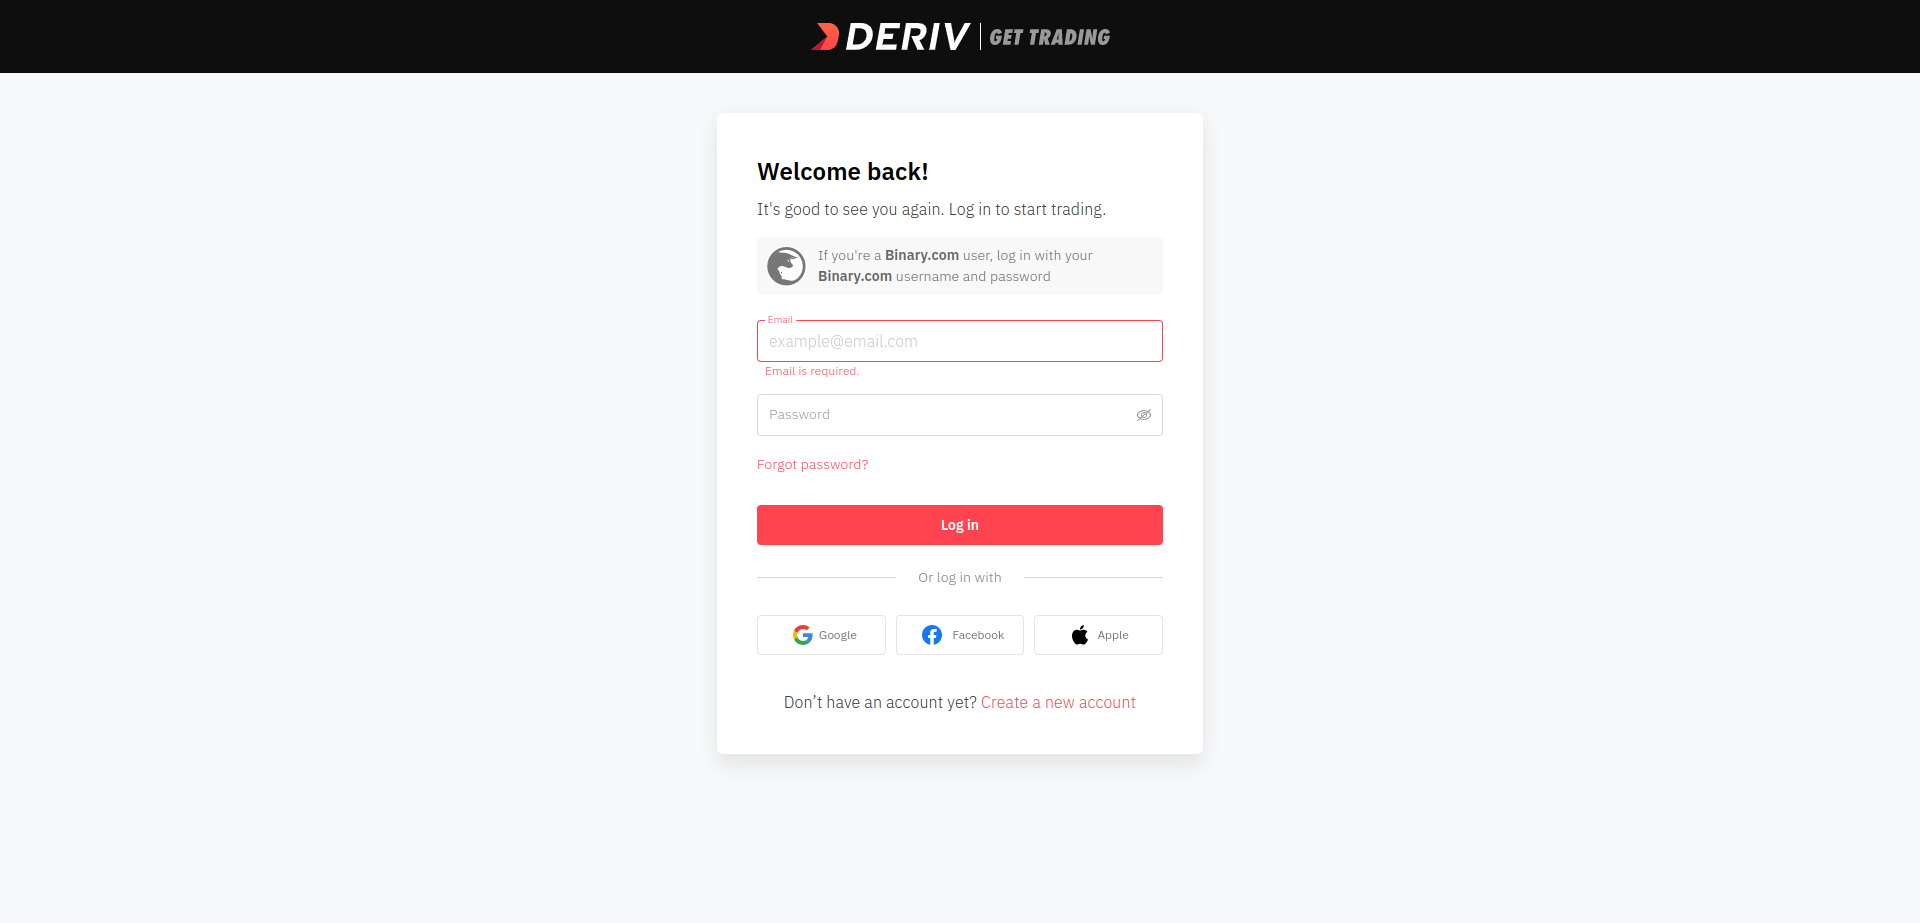 DERIV GET TRADING
Welcome back!
It's good to see you again. Log in to start trading.
If you're a Binary.com user, log in with your
Binary.com username and password
Email
example@email.com
Email is required.
Password
Forgot password?
Log in
Or log in with
Google Facebook Apple
Don’t have an account yet? Create a new account